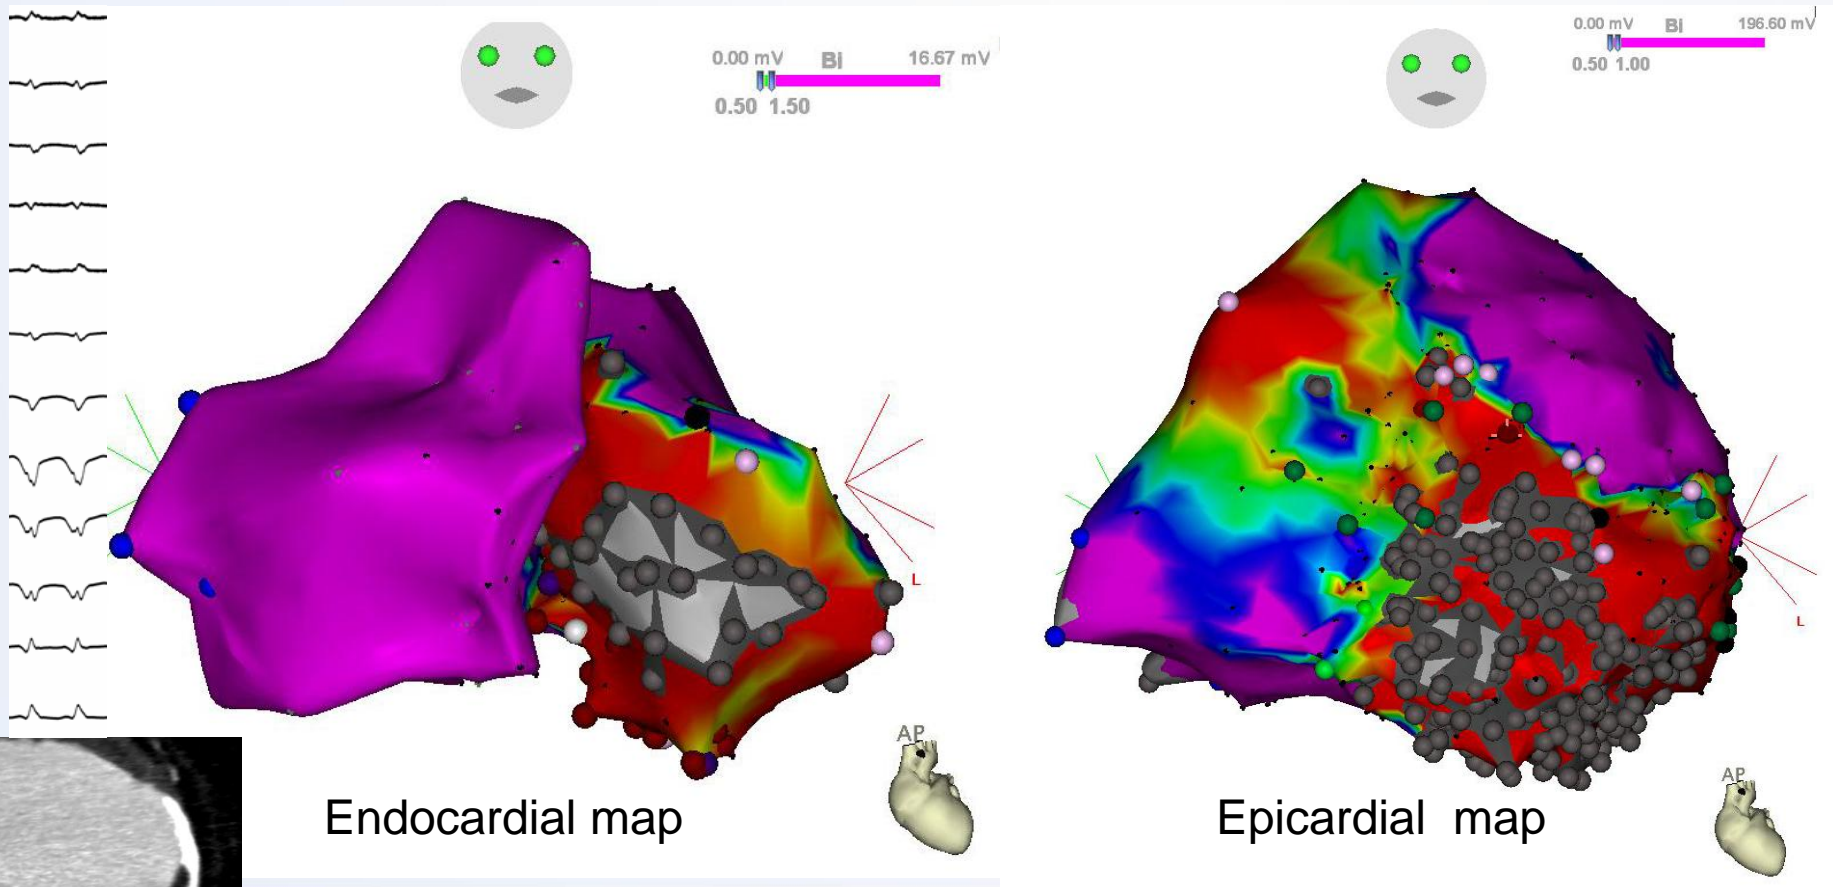 0.00 mV Bi 16.67 mV
0.50 1.50
L
AP
Endocardial map
0.00 mV Bi 196.60 mV
0.50 1.00
L
AP
Epicardial map